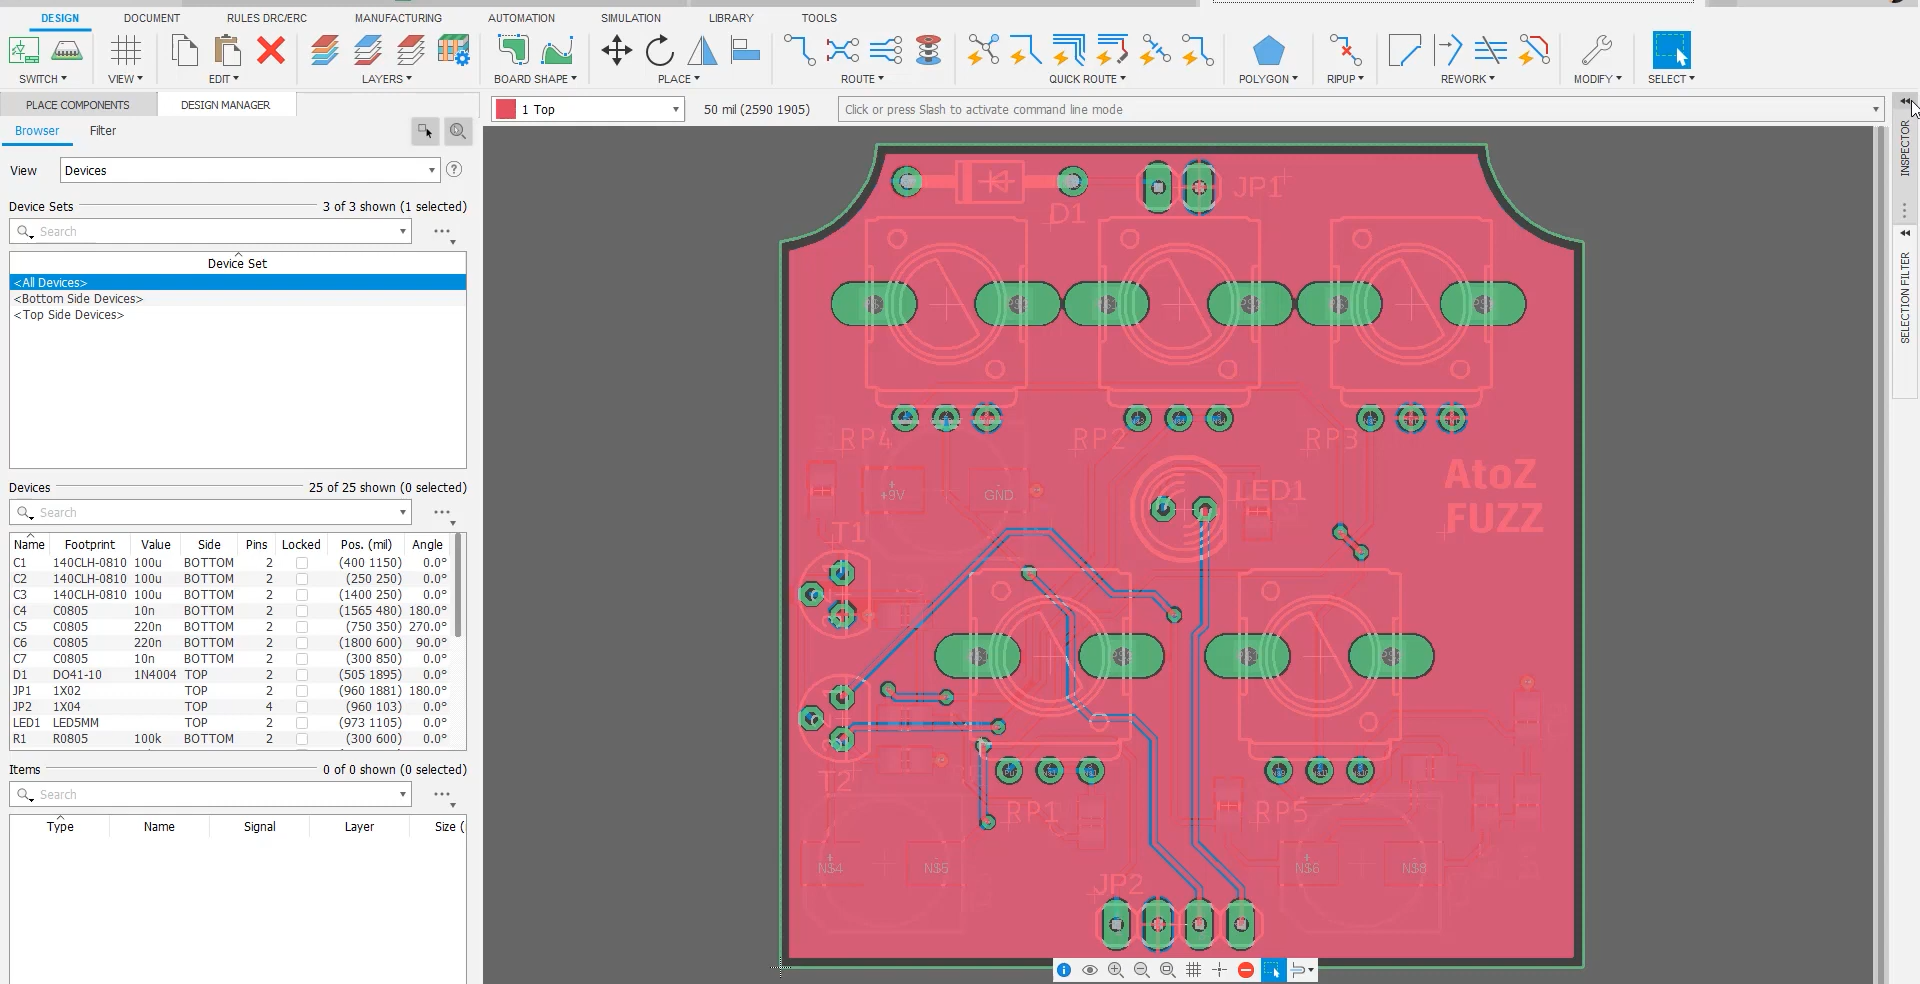 DESIGN DOCUMENT RULES DRC/ERC MANUFACTURING AUTOMATION SIMULATION LIBRARY TOOLS
SWITCH VIEW EDIT LAYERS BOARD SHAPE PLACE ROUTE QUICK ROUTE POLYGON RIPUP REWORK MODIFY SELECT
PLACE COMPONENTS DESIGN MANAGER
1 Top 50 mil (2590 1905) Click or press Slash to activate command line mode
Browser Filter
View Devices
Device Sets 3 of 3 shown (1 selected)
Search
Device Set
<All Devices>
<Bottom Side Devices>
<Top Side Devices>
Devices 25 of 25 shown (0 selected)
Search
Name Footprint Value Side Pins Locked Pos. (mil) Angle
C1 140CLH-0810 100u BOTTOM 2 (400 1150) 0.0°
C2 140CLH-0810 100u BOTTOM 2 (250 250) 0.0°
C3 140CLH-0810 100u BOTTOM 2 (1400 250) 0.0°
C4 C0805 10n BOTTOM 2 (1565 480) 180.0°
C5 C0805 220n BOTTOM 2 (750 350) 270.0°
C6 C0805 220n BOTTOM 2 (1800 600) 90.0°
C7 C0805 10n BOTTOM 2 (300 850) 0.0°
D1 DO41-10 1N4004 TOP 2 (505 1895) 0.0°
JP1 1X02 TOP 2 (960 1881) 180.0°
JP2 1X04 TOP 4 (960 103) 0.0°
LED1 LED5MM TOP 2 (973 1105) 0.0°
R1 R0805 100k BOTTOM 2 (300 600) 0.0°
Items 0 of 0 shown (0 selected)
Search
Type Name Signal Layer Size (
JP1
D1
RP4 RP2 RP3
+9V GND LED1
AtoZ
FUZZ
T1
T2
RP1 RP5
N$4 N$5 N$6 N$8
JP2
INSPECTOR
SELECTION FILTER